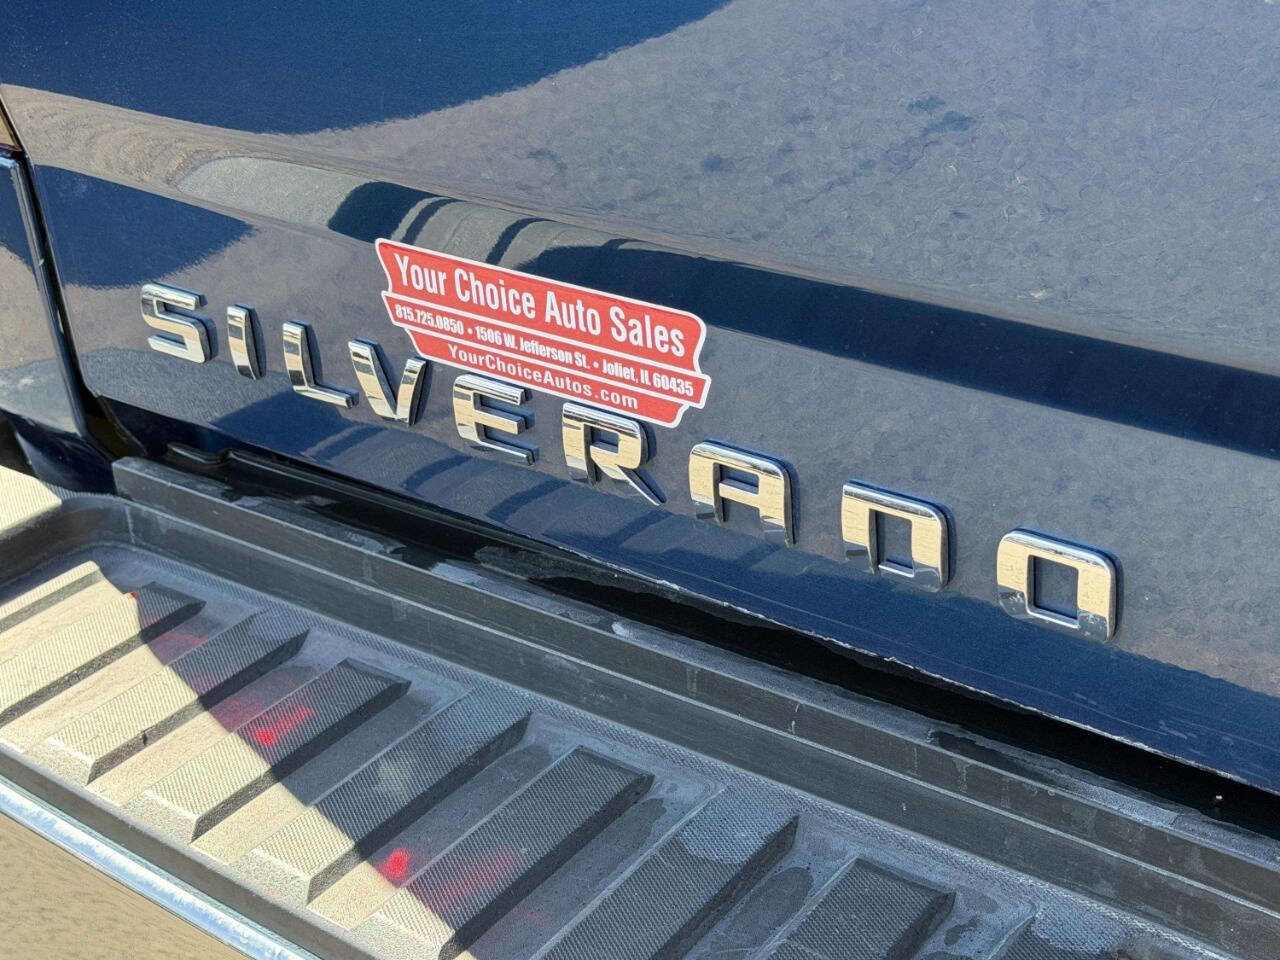 Your Choice Auto Sales
815.725.0850 • 1506 W. Jefferson St. • Joliet, IL 60435
YourChoiceAutos.com
SILVERADO